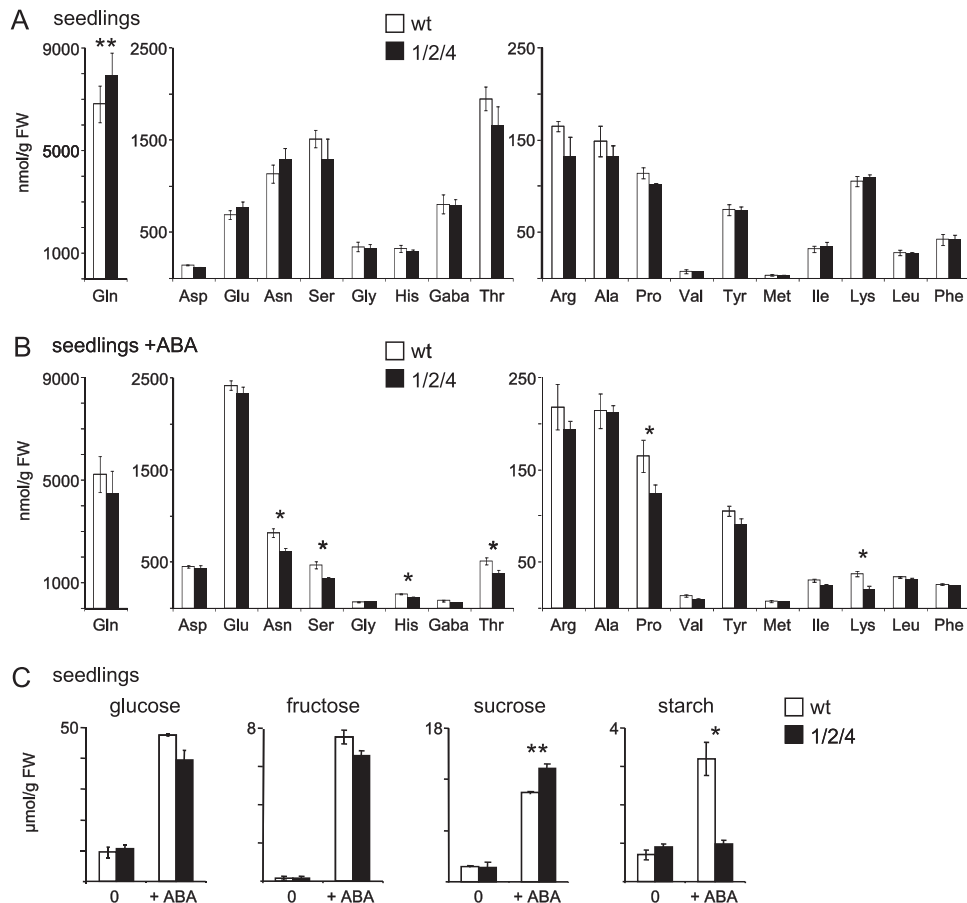 A seedlings
wt
1/2/4
nmol/g FW
9000
5000
1000
**
Gln
2500
1500
500
Asp Glu Asn Ser Gly His Gaba Thr
250
150
50
Arg Ala Pro Val Tyr Met Ile Lys Leu Phe
B seedlings +ABA
wt
1/2/4
nmol/g FW
9000
5000
1000
Gln
2500
1500
500
* * * *
Asp Glu Asn Ser Gly His Gaba Thr
250
150
50
* *
Arg Ala Pro Val Tyr Met Ile Lys Leu Phe
C seedlings
glucose fructose sucrose starch
wt
1/2/4
µmol/g FW
50
8
18
4
** *
0 + ABA 0 + ABA 0 + ABA 0 + ABA